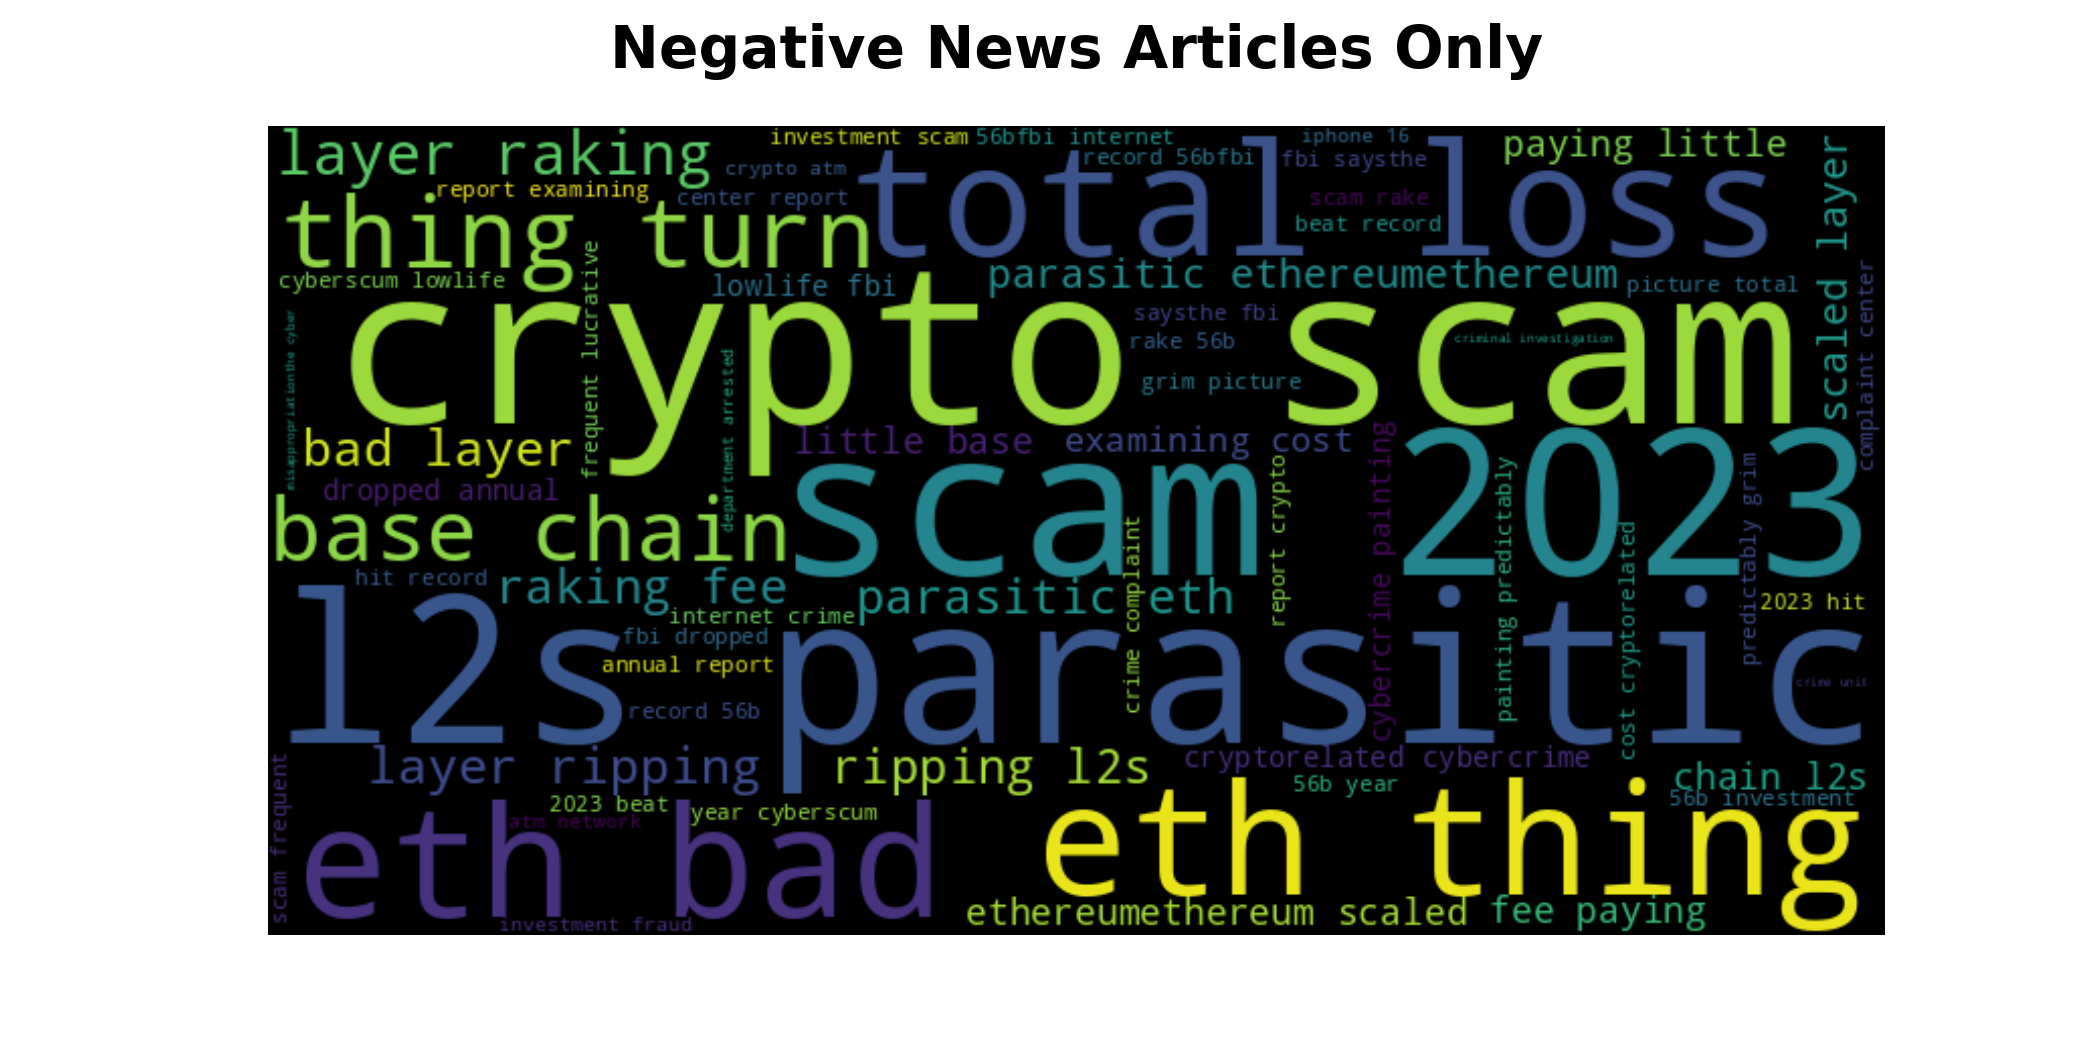 Negative News Articles Only
layer raking
investment scam
56bfbi internet
iphone 16
paying little
crypto atm
record 56bfbi
fbi saysthe
total loss
report examining
center report
scam rake
beat record
thing turn
scaled layer
cyberscum lowlife
lowlife fbi
parasitic ethereumethereum
picture total
frequent lucrative
crypto scam
saysthe fbi
rake 56b
criminal investigation
grim picture
misappropriationthe cyber
department arrested
complaint center
bad layer
little base
examining cost
dropped annual
scam 2023
base chain
report crypto
cybercrime painting
painting predictably
predictably grim
hit record
raking fee
parasitic eth
crime complaint
cost cryptorelated
2023 hit
internet crime
fbi dropped
annual report
l2s parasitic
crime unit
record 56b
layer ripping
ripping l2s
cryptorelated cybercrime
56b year
chain l2s
56b investment
scam frequent
2023 beat
year cyberscum
atm network
eth bad
eth thing
investment fraud
ethereumethereum scaled
fee paying